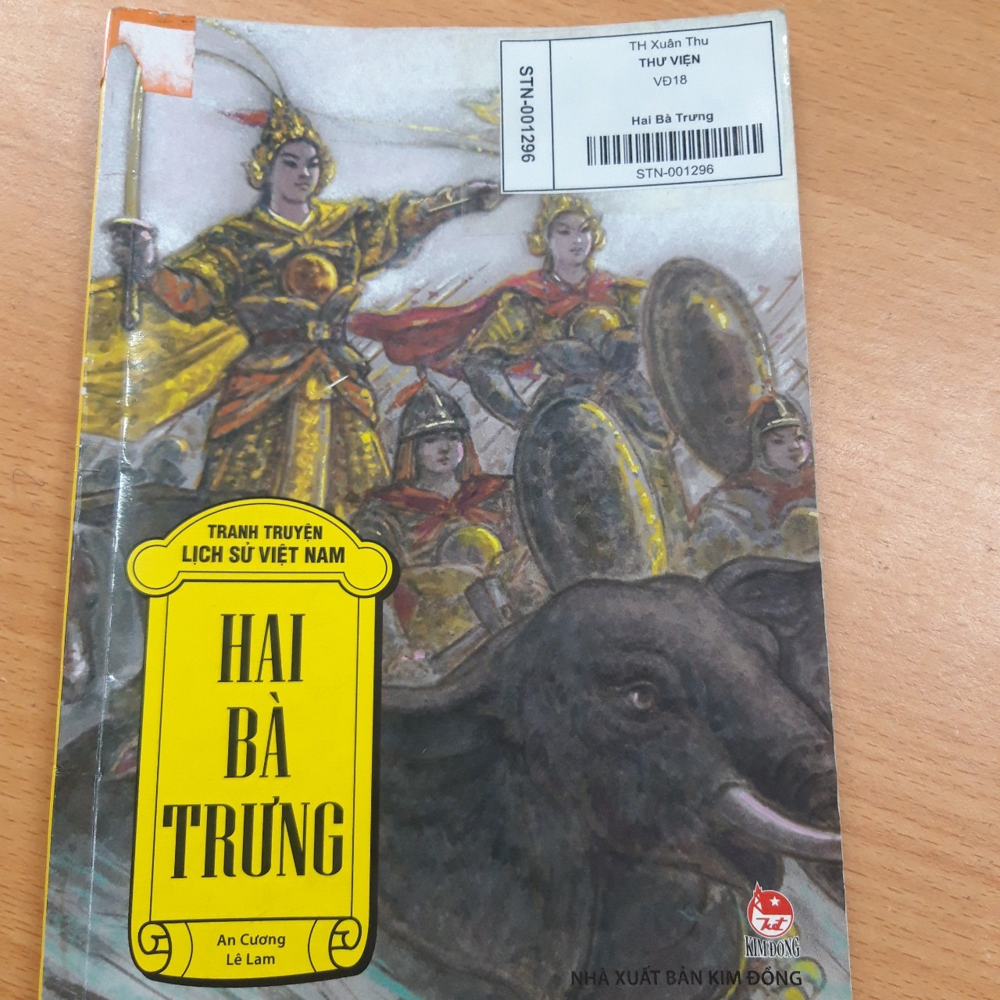 TH Xuân Thu
THƯ VIỆN
VĐ18
Hai Bà Trưng
STN-001296
STN-001296
TRANH TRUYỆN
LỊCH SỬ VIỆT NAM
HAI
BÀ
TRƯNG
An Cương
Lê Lam
kđ
KIM ĐỒNG
NHÀ XUẤT BẢN KIM ĐỒNG